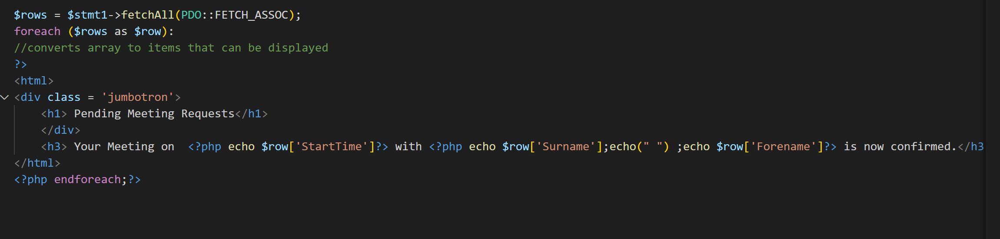 $rows = $stmt1->fetchAll(PDO::FETCH_ASSOC);
foreach ($rows as $row):
//converts array to items that can be displayed
?>
<html>
<div class = 'jumbotron'>
    <h1> Pending Meeting Requests</h1>
    </div>
    <h3> Your Meeting on  <?php echo $row['StartTime']?> with <?php echo $row['Surname'];echo(" ") ;echo $row['Forename']?> is now confirmed.</h3
</html>
<?php endforeach;?>